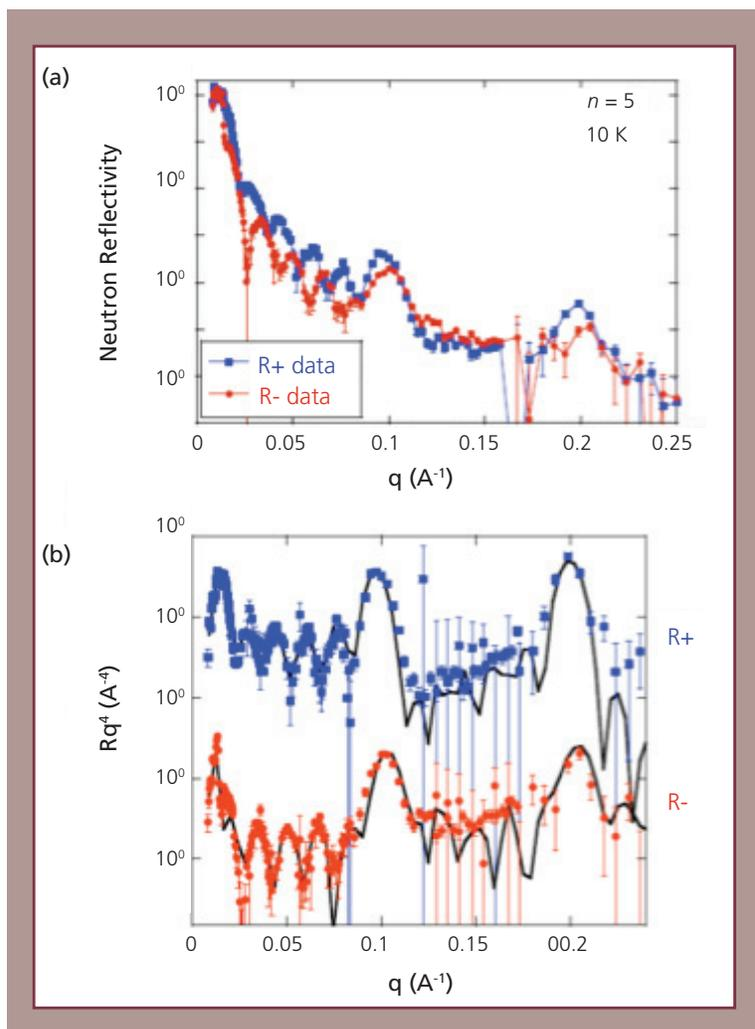 (a)
10⁰
10⁰
10⁰
10⁰
Neutron Reflectivity
n = 5
10 K
R+ data
R- data
0 0.05 0.1 0.15 0.2 0.25
q (A⁻¹)
(b)
10⁰
10⁰
10⁰
10⁰
10⁰
Rq⁴ (A⁻⁴)
R+
R-
0 0.05 0.1 0.15 00.2
q (A⁻¹)